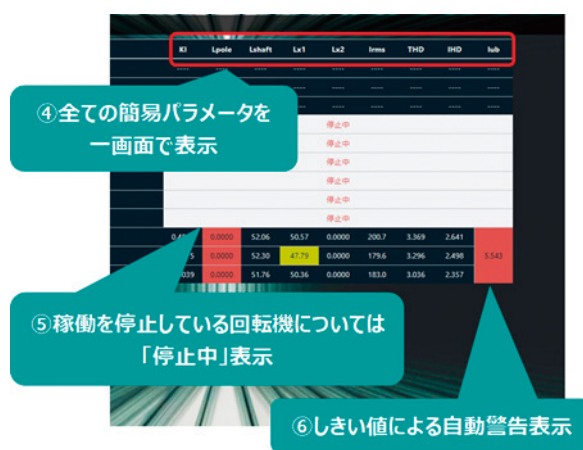 KI Lpole Lshaft Lx1 Lx2 Irms THD IHD Iub
---- ---- ---- ---- ---- ---- ---- ---- ----
---- ---- ---- ---- ---- ----
④全ての簡易パラメータを
一画面で表示
---- ---- ---- ---- ---- ----
停止中
停止中
停止中
停止中
停止中
停止中
0.0000 52.06 50.57 0.0000 200.7 3.369 2.641
0.0000 52.30 47.79 0.0000 179.6 3.296 2.498 5.543
0.0000 51.76 50.36 0.0000 183.0 3.036 2.357
⑤稼働を停止している回転機については
「停止中」表示
⑥しきい値による自動警告表示